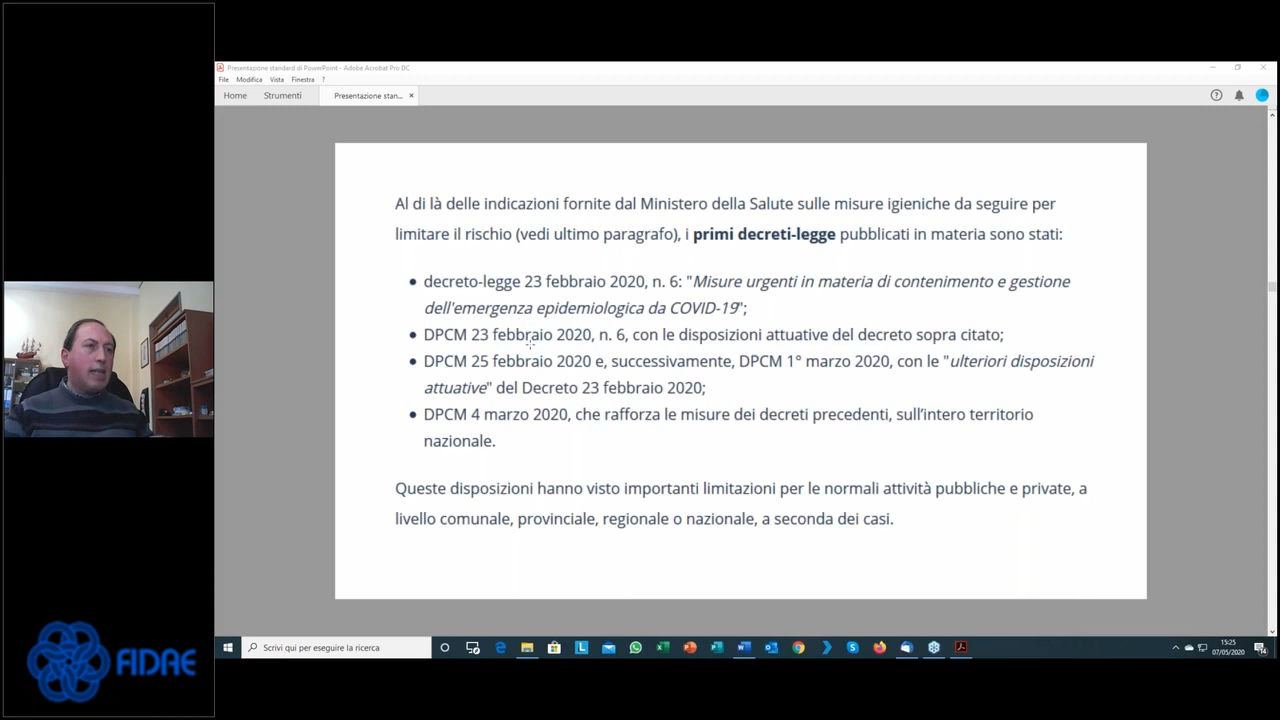 Presentazione standard di PowerPoint - Adobe Acrobat Pro DC
File Modifica Vista Finestra ?
Home Strumenti Presentazione stan... ×
Al di là delle indicazioni fornite dal Ministero della Salute sulle misure igieniche da seguire per
limitare il rischio (vedi ultimo paragrafo), i primi decreti-legge pubblicati in materia sono stati:
• decreto-legge 23 febbraio 2020, n. 6: "Misure urgenti in materia di contenimento e gestione
dell'emergenza epidemiologica da COVID-19";
• DPCM 23 febbraio 2020, n. 6, con le disposizioni attuative del decreto sopra citato;
• DPCM 25 febbraio 2020 e, successivamente, DPCM 1° marzo 2020, con le "ulteriori disposizioni
attuative" del Decreto 23 febbraio 2020;
• DPCM 4 marzo 2020, che rafforza le misure dei decreti precedenti, sull'intero territorio
nazionale.
Queste disposizioni hanno visto importanti limitazioni per le normali attività pubbliche e private, a
livello comunale, provinciale, regionale o nazionale, a seconda dei casi.
Scrivi qui per eseguire la ricerca
15:25
07/05/2020
FIDAE